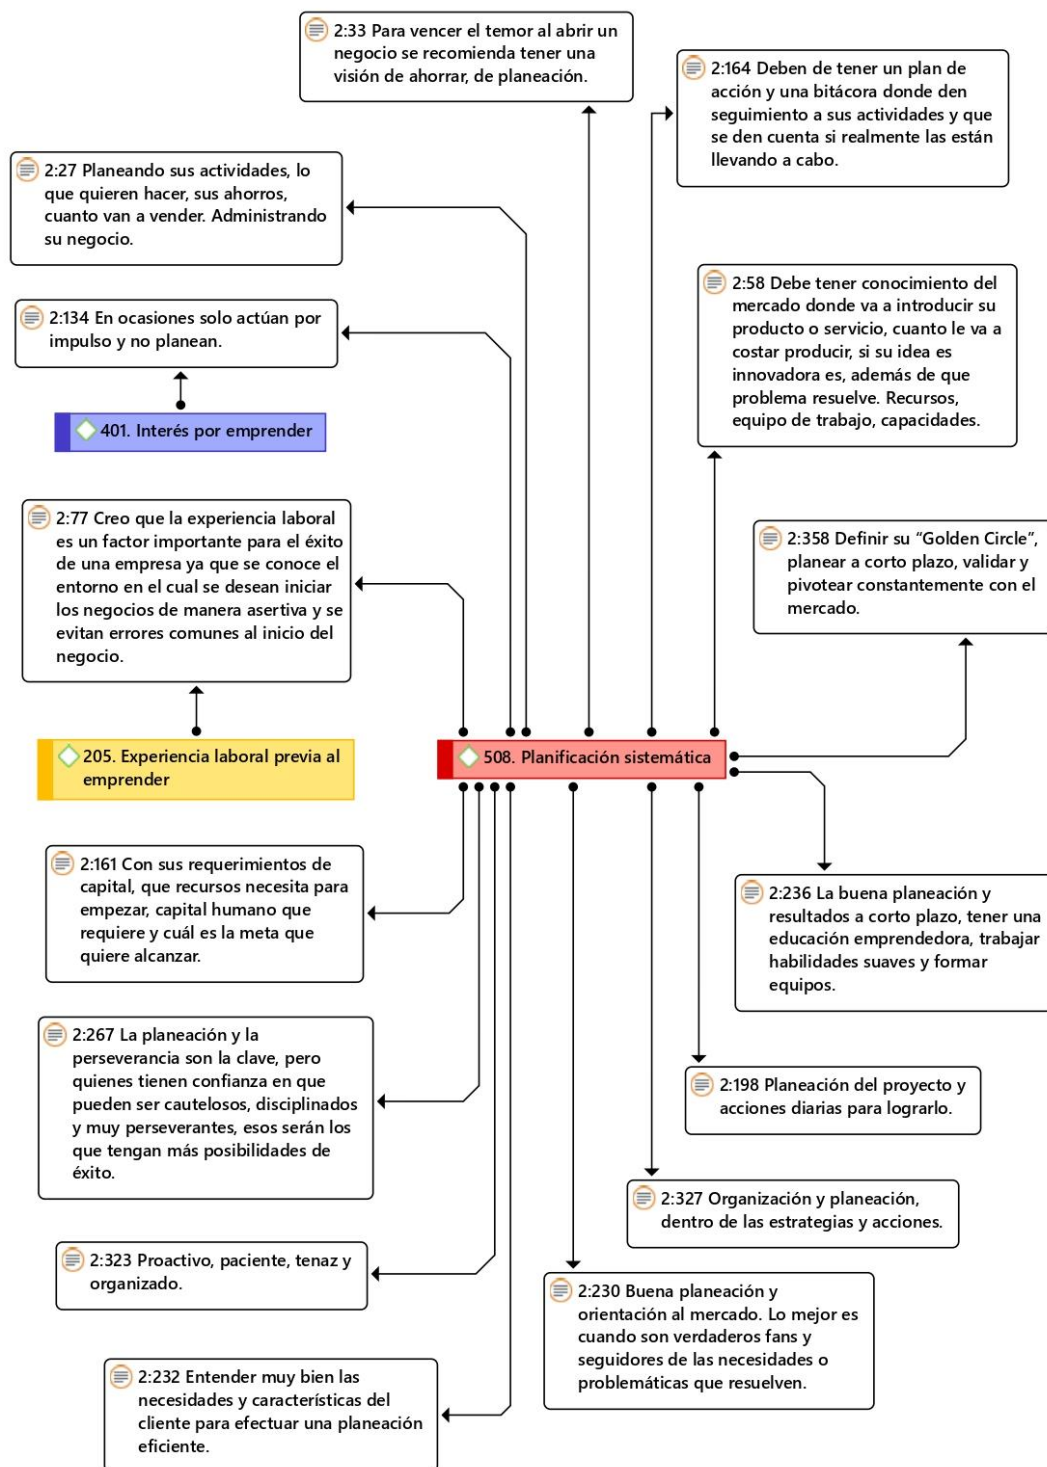 2:33 Para vencer el temor al abrir un
negocio se recomienda tener una
visión de ahorrar, de planeación.
2:164 Deben de tener un plan de
acción y una bitácora donde den
seguimiento a sus actividades y que
se den cuenta si realmente las están
llevando a cabo.
2:27 Planeando sus actividades, lo
que quieren hacer, sus ahorros,
cuanto van a vender. Administrando
su negocio.
2:58 Debe tener conocimiento del
mercado donde va a introducir su
producto o servicio, cuanto le va a
costar producir, si su idea es
innovadora es, además de que
problema resuelve. Recursos,
equipo de trabajo, capacidades.
2:134 En ocasiones solo actúan por
impulso y no planean.
401. Interés por emprender
2:77 Creo que la experiencia laboral
es un factor importante para el éxito
de una empresa ya que se conoce el
entorno en el cual se desean iniciar
los negocios de manera asertiva y se
evitan errores comunes al inicio del
negocio.
2:358 Definir su “Golden Circle”,
planear a corto plazo, validar y
pivotear constantemente con el
mercado.
205. Experiencia laboral previa al
emprender
508. Planificación sistemática
2:161 Con sus requerimientos de
capital, que recursos necesita para
empezar, capital humano que
requiere y cuál es la meta que
quiere alcanzar.
2:236 La buena planeación y
resultados a corto plazo, tener una
educación emprendedora, trabajar
habilidades suaves y formar
equipos.
2:267 La planeación y la
perseverancia son la clave, pero
quienes tienen confianza en que
pueden ser cautelosos, disciplinados
y muy perseverantes, esos serán los
que tengan más posibilidades de
éxito.
2:198 Planeación del proyecto y
acciones diarias para lograrlo.
2:327 Organización y planeación,
dentro de las estrategias y acciones.
2:323 Proactivo, paciente, tenaz y
organizado.
2:230 Buena planeación y
orientación al mercado. Lo mejor es
cuando son verdaderos fans y
seguidores de las necesidades o
problemáticas que resuelven.
2:232 Entender muy bien las
necesidades y características del
cliente para efectuar una planeación
eficiente.